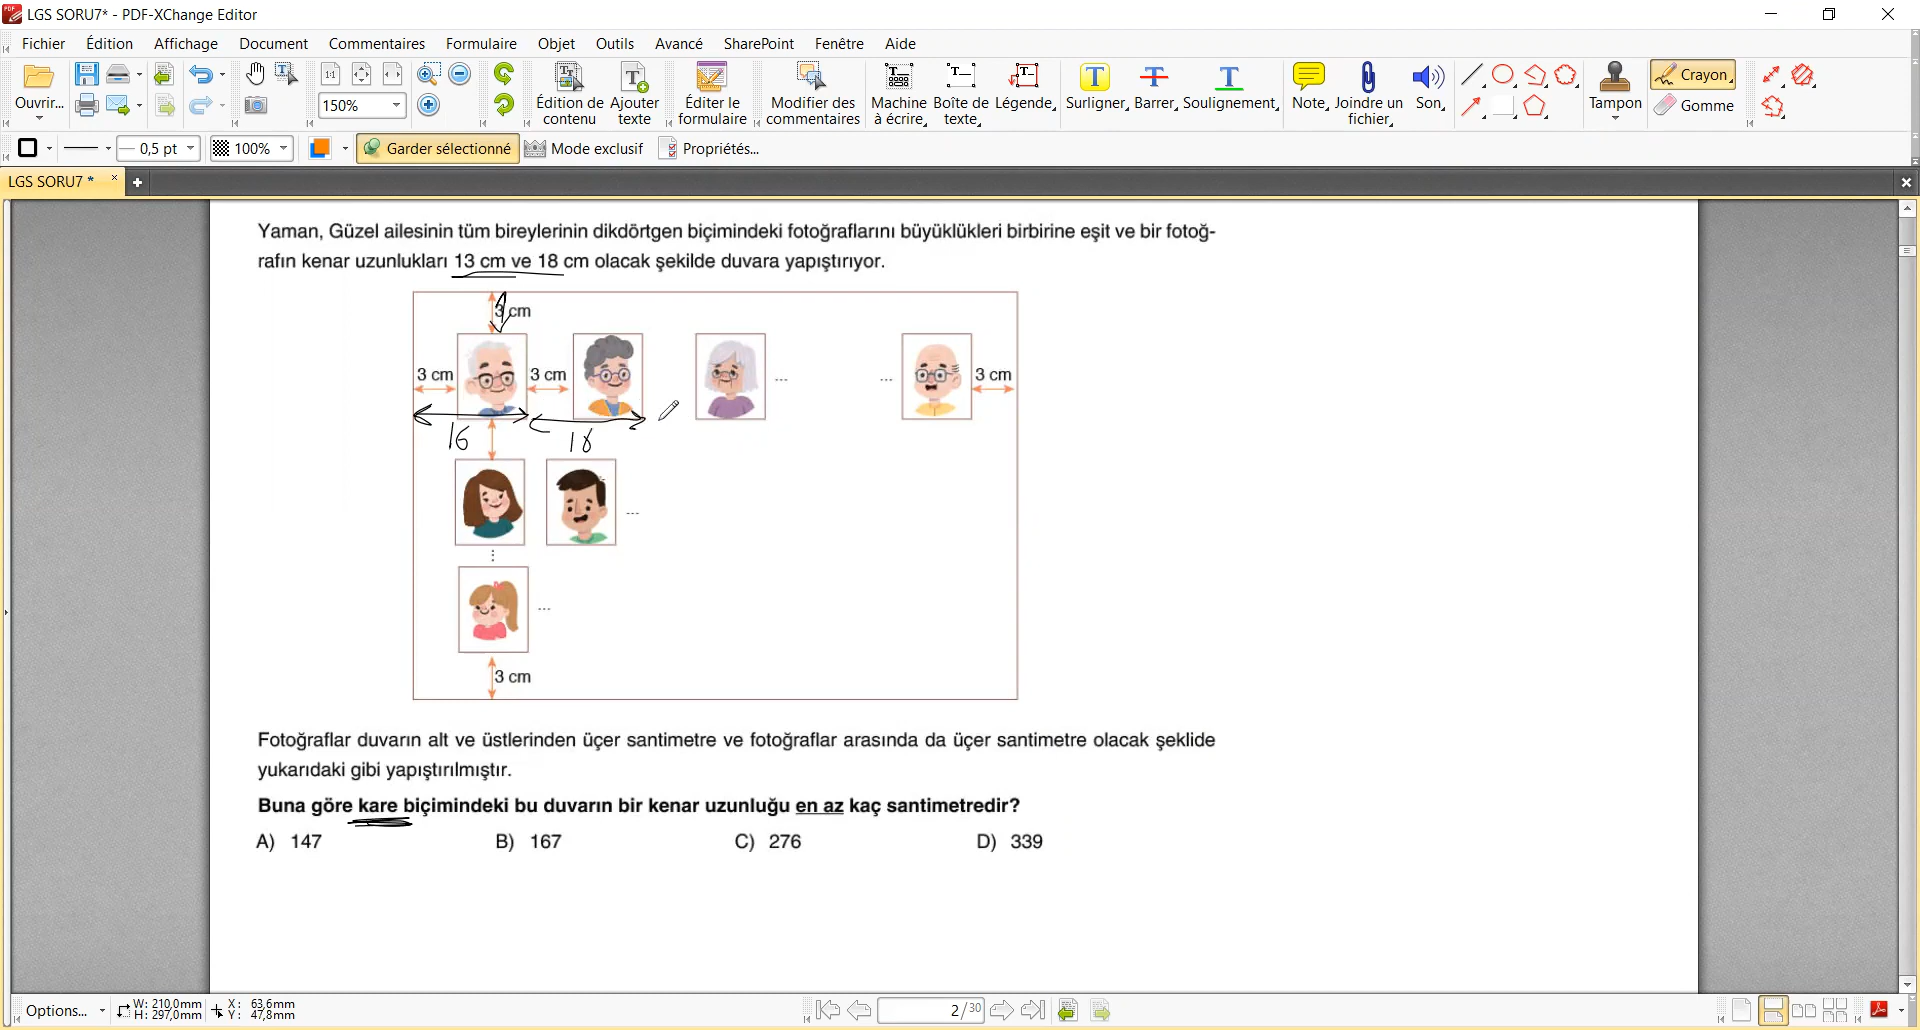 LGS SORU7* - PDF-XChange Editor
Fichier Édition Affichage Document Commentaires Formulaire Objet Outils Avancé SharePoint Fenêtre Aide
Ouvrir...
150%
Édition de contenu
Ajouter texte
Éditer le formulaire
Modifier des commentaires
Machine à écrire
Boîte de texte
Légende
Surligner
Barrer
Soulignement
Note
Joindre un fichier
Son
Tampon
Crayon
Gomme
0,5 pt 100% Garder sélectionné Mode exclusif Propriétés...
LGS SORU7 *
Yaman, Güzel ailesinin tüm bireylerinin dikdörtgen biçimindeki fotoğraflarını büyüklükleri birbirine eşit ve bir fotoğ-
rafın kenar uzunlukları 13 cm ve 18 cm olacak şekilde duvara yapıştırıyor.
3 cm
3 cm 3 cm ... ... 3 cm
16 18
...
...
3 cm
Fotoğraflar duvarın alt ve üstlerinden üçer santimetre ve fotoğraflar arasında da üçer santimetre olacak şeklide
yukarıdaki gibi yapıştırılmıştır.
Buna göre kare biçimindeki bu duvarın bir kenar uzunluğu en az kaç santimetredir?
A) 147 B) 167 C) 276 D) 339
Options... W: 210,0mm X: 63,6mm 2/30
H: 297,0mm Y: 47,8mm